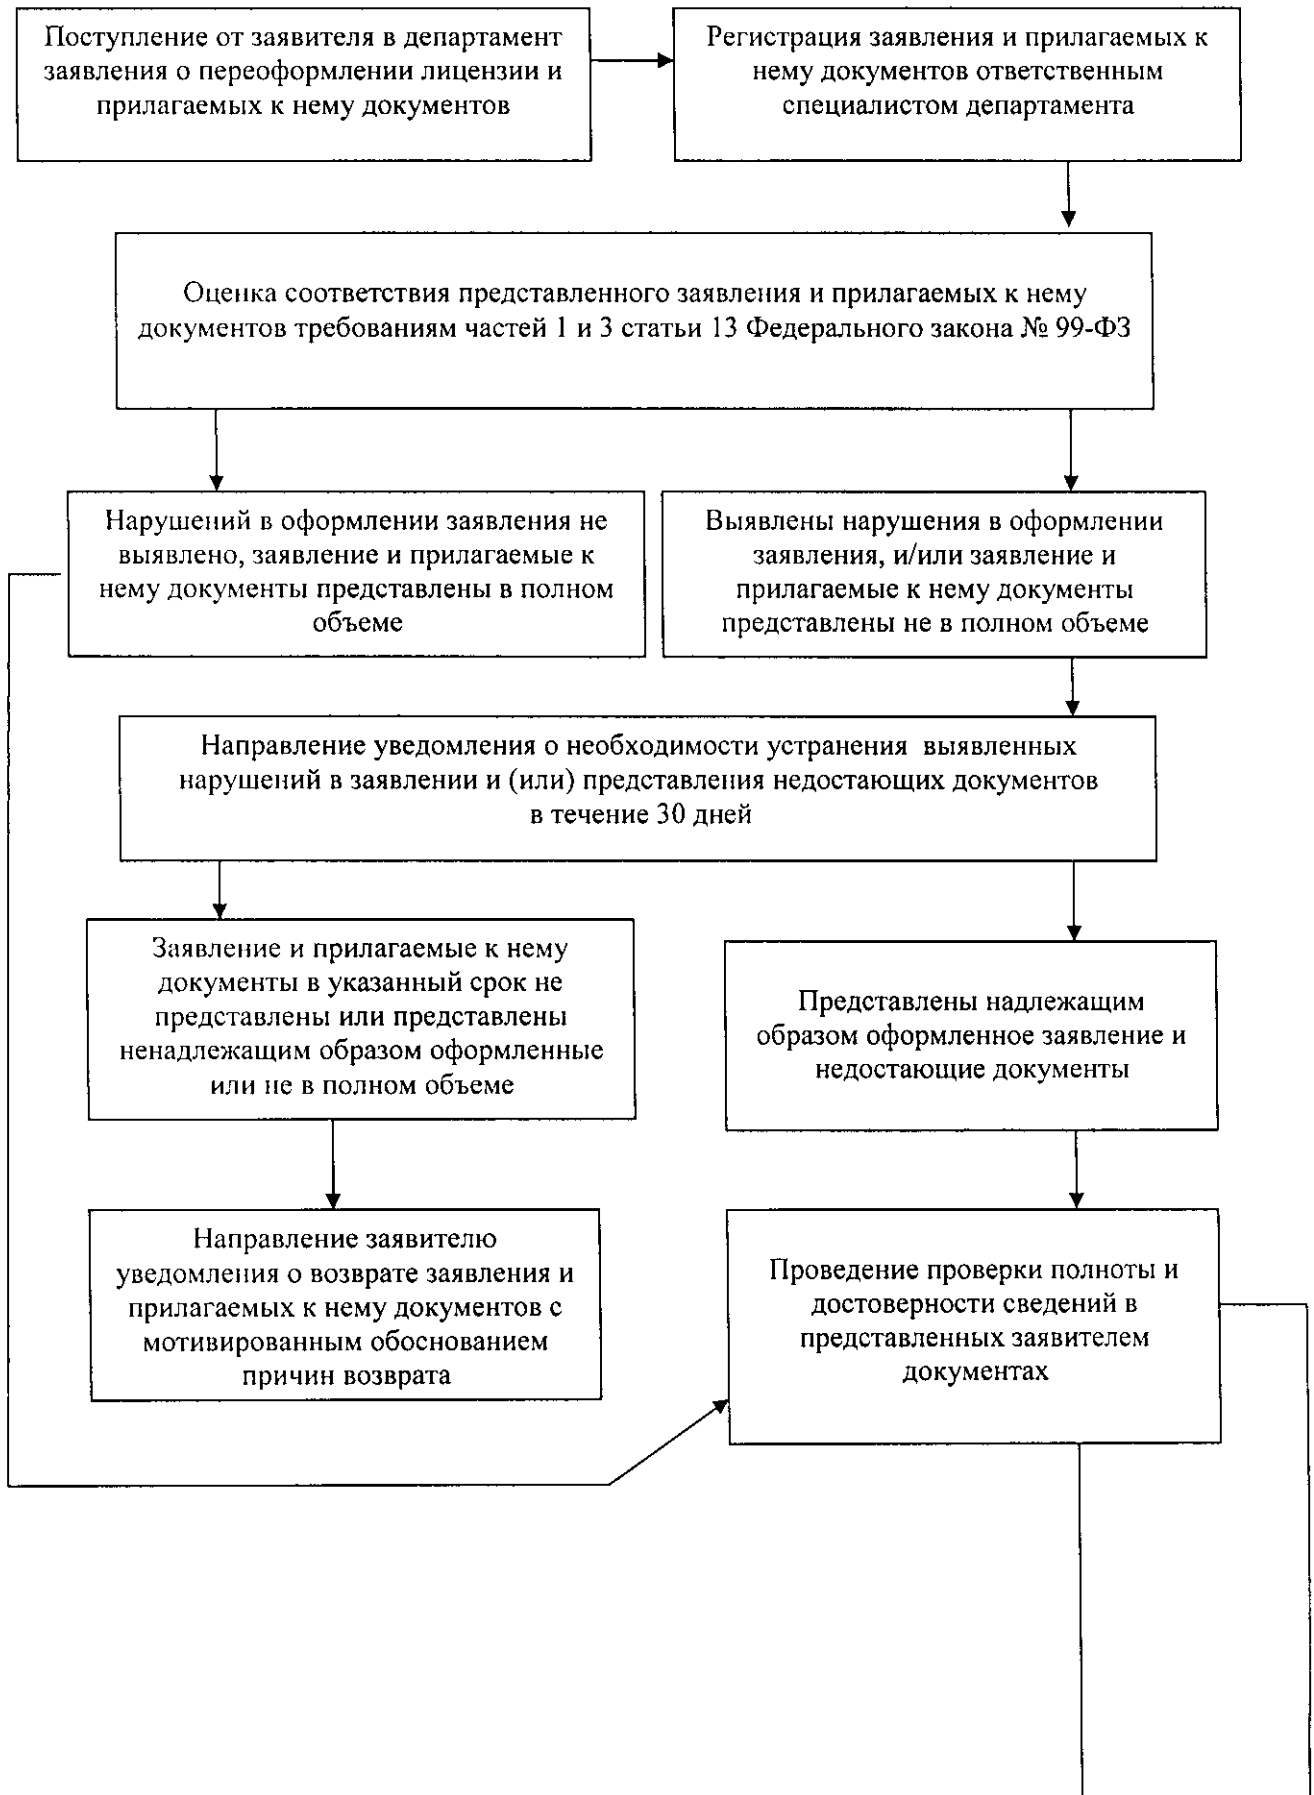 Поступление от заявителя в департамент
заявления о переоформлении лицензии и
прилагаемых к нему документов
Регистрация заявления и прилагаемых к
нему документов ответственным
специалистом департамента
Оценка соответствия представленного заявления и прилагаемых к нему
документов требованиям частей 1 и 3 статьи 13 Федерального закона № 99-ФЗ
Нарушений в оформлении заявления не
выявлено, заявление и прилагаемые к
нему документы представлены в полном
объеме
Выявлены нарушения в оформлении
заявления, и/или заявление и
прилагаемые к нему документы
представлены не в полном объеме
Направление уведомления о необходимости устранения выявленных
нарушений в заявлении и (или) представления недостающих документов
в течение 30 дней
Заявление и прилагаемые к нему
документы в указанный срок не
представлены или представлены
ненадлежащим образом оформленные
или не в полном объеме
Представлены надлежащим
образом оформленное заявление и
недостающие документы
Направление заявителю
уведомления о возврате заявления и
прилагаемых к нему документов с
мотивированным обоснованием
причин возврата
Проведение проверки полноты и
достоверности сведений в
представленных заявителем
документах